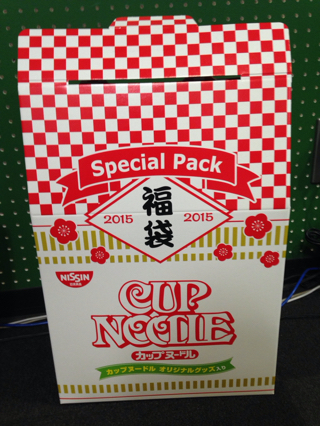 Special Pack
2015 福袋 2015
NISSIN
CUP
NOODLE
カップヌードル
カップヌードル オリジナルグッズ入り